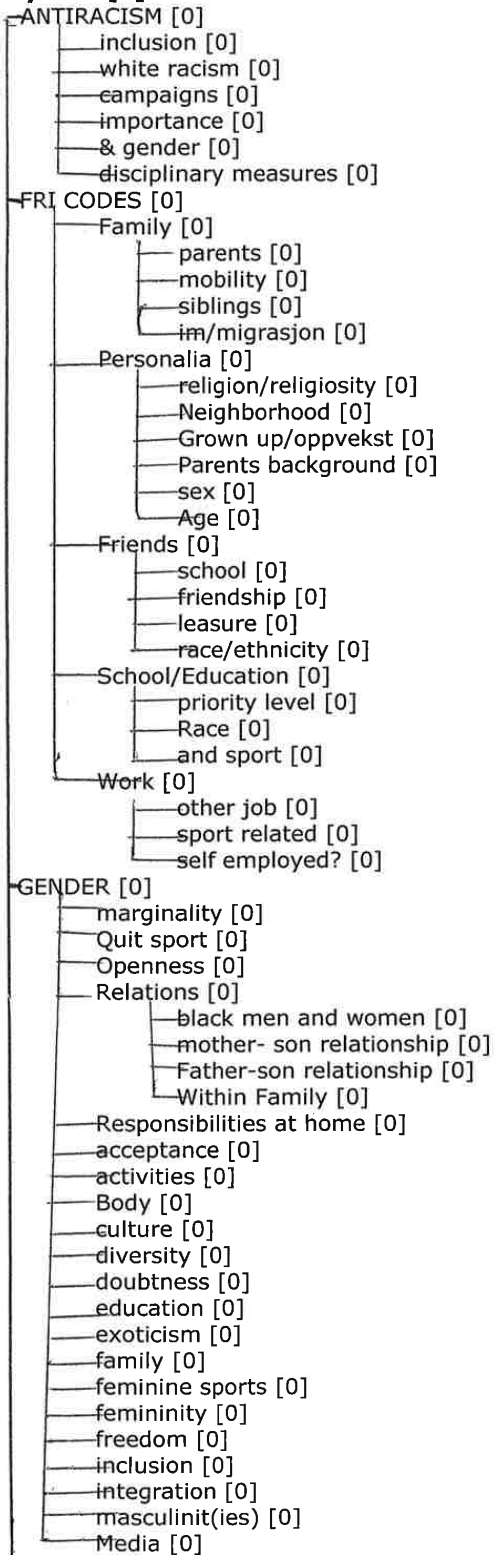 ANTIRACISM [0]
inclusion [0]
white racism [0]
campaigns [0]
importance [0]
& gender [0]
disciplinary measures [0]
FRI CODES [0]
Family [0]
parents [0]
mobility [0]
siblings [0]
im/migrasjon [0]
Personalia [0]
religion/religiosity [0]
Neighborhood [0]
Grown up/oppvekst [0]
Parents background [0]
sex [0]
Age [0]
Friends [0]
school [0]
friendship [0]
leasure [0]
race/ethnicity [0]
School/Education [0]
priority level [0]
Race [0]
and sport [0]
Work [0]
other job [0]
sport related [0]
self employed? [0]
GENDER [0]
marginality [0]
Quit sport [0]
Openness [0]
Relations [0]
black men and women [0]
mother- son relationship [0]
Father-son relationship [0]
Within Family [0]
Responsibilities at home [0]
acceptance [0]
activities [0]
Body [0]
culture [0]
diversity [0]
doubtness [0]
education [0]
exoticism [0]
family [0]
feminine sports [0]
femininity [0]
freedom [0]
inclusion [0]
integration [0]
masculinit(ies) [0]
Media [0]